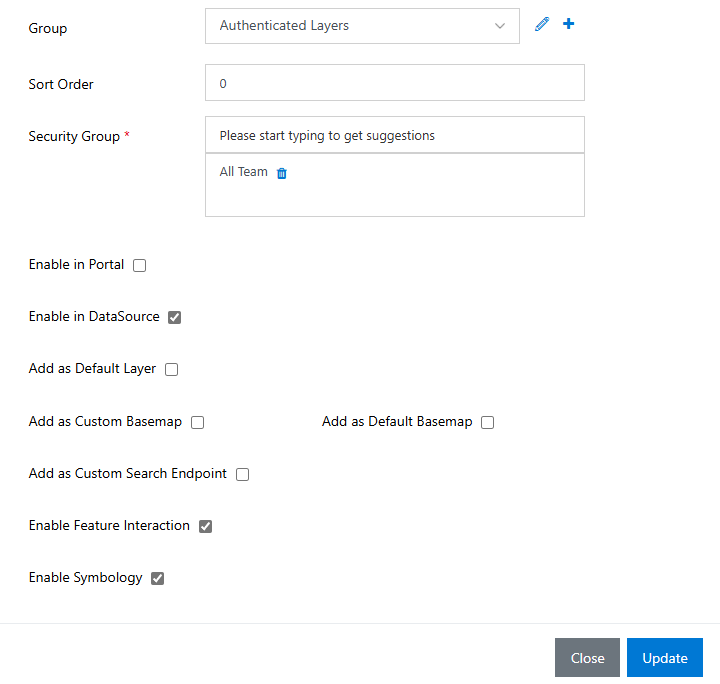 Group
Authenticated Layers
Sort Order
0
Security Group *
Please start typing to get suggestions
All Team
Enable in Portal
Enable in DataSource
Add as Default Layer
Add as Custom Basemap
Add as Default Basemap
Add as Custom Search Endpoint
Enable Feature Interaction
Enable Symbology
Close
Update